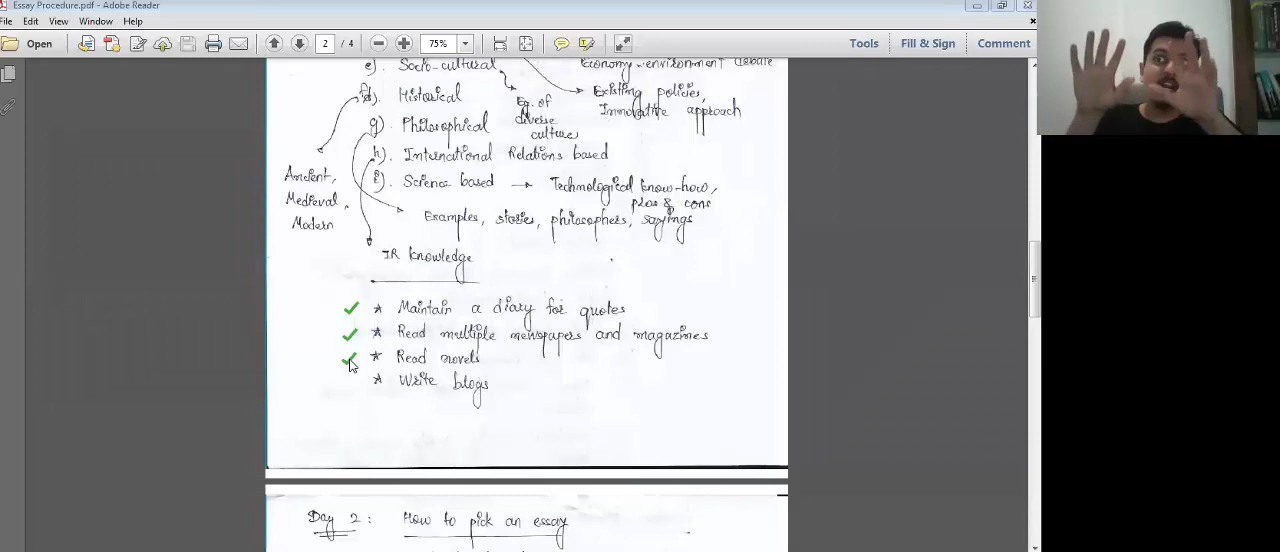 Essay Procedure.pdf - Adobe Reader
File Edit View Window Help
Open 2 / 4 75% Tools Fill & Sign Comment
e). Socio-cultural
Economy-environment debate
Existing policies,
Innovative approach
Eg. of
diverse
cultures
f). Historical
g). Philosophical
h). International Relations based
i). Science based → Technological know-how,
pros & cons
Ancient,
Medieval,
Modern
Examples, stories, philosophers, sayings
IR knowledge
★ Maintain a diary for quotes
★ Read multiple newspapers and magazines
★ Read novels
★ Write blogs
Day 2: How to pick an essay